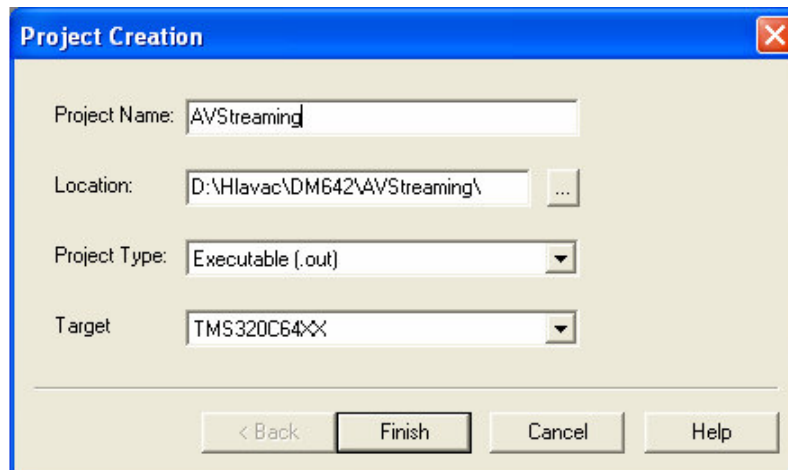 Project Creation
Project Name: AVStreaming
Location: D:\Hlavac\DM642\AVStreaming\ ...
Project Type: Executable (.out)
Target TMS320C64XX
< Back Finish Cancel Help